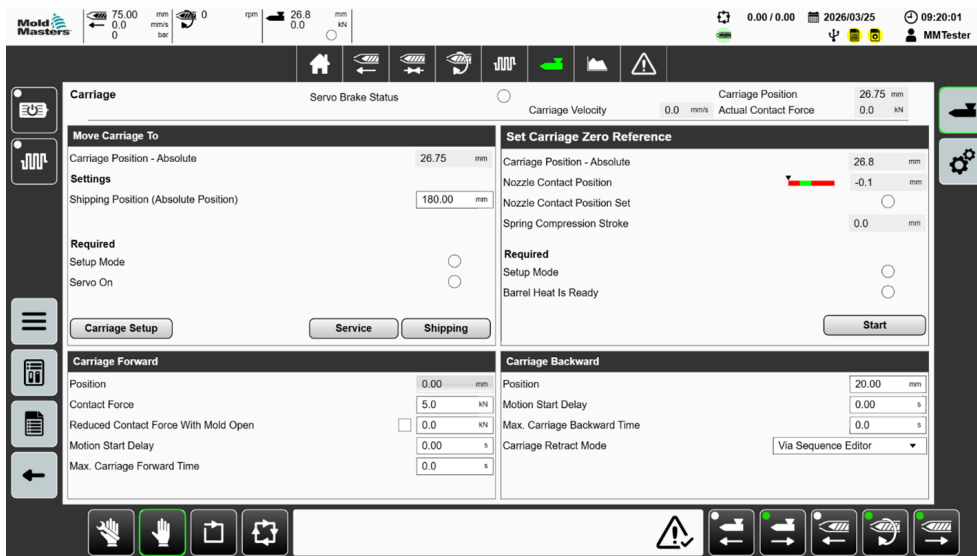 Mold Masters
75.00 mm
0.0 mm/s
0 bar
0 rpm
26.8 mm
0.0 kN
0.00 / 0.00
2026/03/25
09:20:01
MMTester
Carriage
Servo Brake Status
Carriage Position 26.75 mm
Carriage Velocity 0.0 mm/s Actual Contact Force 0.0 kN
Move Carriage To
Carriage Position - Absolute 26.75 mm
Settings
Shipping Position (Absolute Position) 180.00 mm
Required
Setup Mode
Servo On
Carriage Setup
Service
Shipping
Set Carriage Zero Reference
Carriage Position - Absolute 26.8 mm
Nozzle Contact Position -0.1 mm
Nozzle Contact Position Set
Spring Compression Stroke 0.0 mm
Required
Setup Mode
Barrel Heat Is Ready
Start
Carriage Forward
Position 0.00 mm
Contact Force 5.0 kN
Reduced Contact Force With Mold Open 0.0 kN
Motion Start Delay 0.00 s
Max. Carriage Forward Time 0.0 s
Carriage Backward
Position 20.00 mm
Motion Start Delay 0.00 s
Max. Carriage Backward Time 0.0 s
Carriage Retract Mode Via Sequence Editor